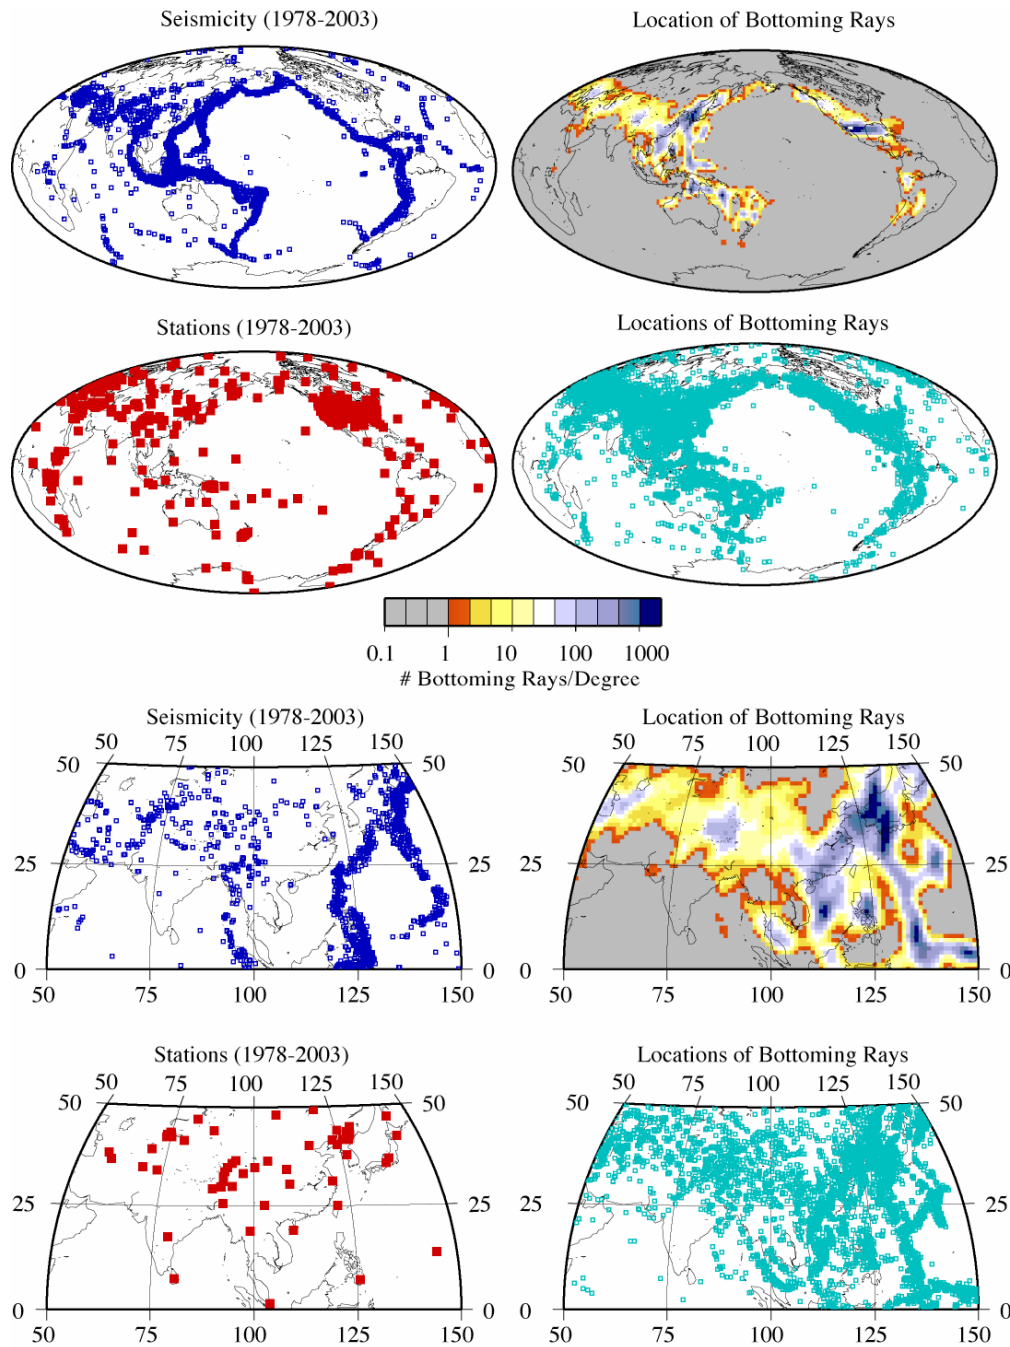 Seismicity (1978-2003)
Location of Bottoming Rays
Stations (1978-2003)
Locations of Bottoming Rays
0.1 1 10 100 1000
# Bottoming Rays/Degree
Seismicity (1978-2003)
50 75 100 125 150
50 50
25
0
50 75 100 125 150
Location of Bottoming Rays
50 75 100 125 150
50 50
25 25
0 0
50 75 100 125 150
Stations (1978-2003)
50 75 100 125 150
50 50
25 25
0 0
50 75 100 125 150
Locations of Bottoming Rays
50 75 100 125 150
50 50
25 25
0 0
50 75 100 125 150